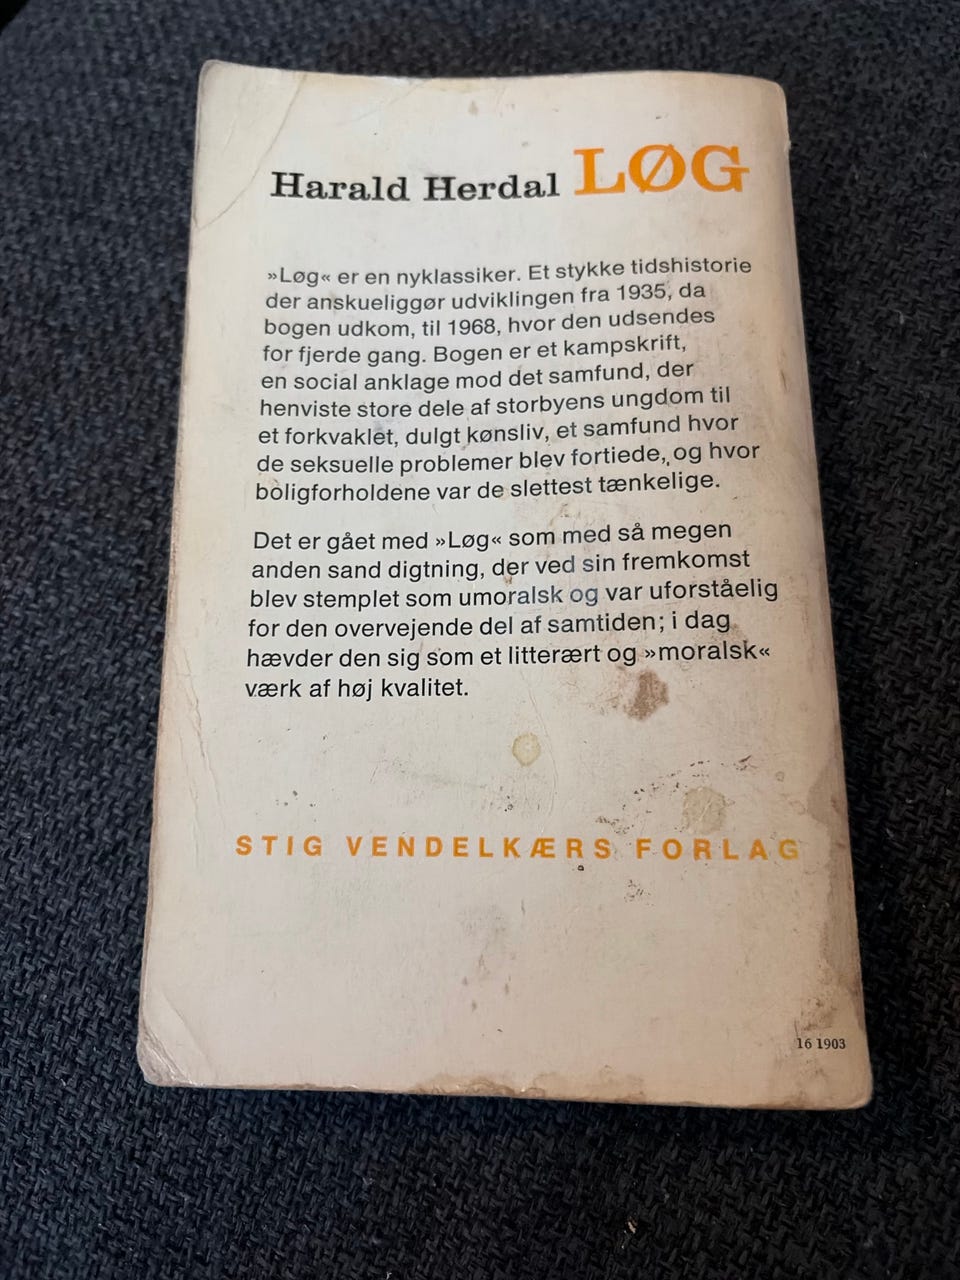 Harald Herdal LØG
»Løg« er en nyklassiker. Et stykke tidshistorie
der anskueliggør udviklingen fra 1935, da
bogen udkom, til 1968, hvor den udsendes
for fjerde gang. Bogen er et kampskrift,
en social anklage mod det samfund, der
henviste store dele af storbyens ungdom til
et forkvaklet, dulgt kønsliv, et samfund hvor
de seksuelle problemer blev fortiede, og hvor
boligforholdene var de slettest tænkelige.
Det er gået med »Løg« som med så megen
anden sand digtning, der ved sin fremkomst
blev stemplet som umoralsk og var uforståelig
for den overvejende del af samtiden; i dag
hævder den sig som et litterært og »moralsk«
værk af høj kvalitet.
STIG VENDELKÆRS FORLAG
16 1903